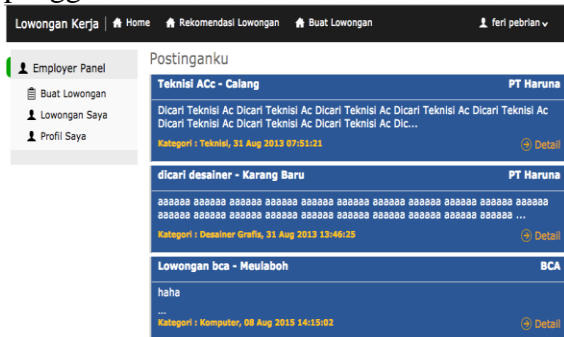 Lowongan Kerja | Home Rekomendasi Lowongan Buat Lowongan feri pebrian
Employer Panel
Buat Lowongan
Lowongan Saya
Profil Saya
Postinganku
Teknisi ACc - Calang PT Haruna
Dicari Teknisi Ac Dicari Teknisi Ac Dicari Teknisi Ac Dicari Teknisi Ac Dicari Teknisi Ac
Dicari Teknisi Ac Dicari Teknisi Ac Dicari Teknisi Ac Dic...
Kategori : Teknisi, 31 Aug 2013 07:51:21 Detail
dicari desainer - Karang Baru PT Haruna
aaaaaa aaaaaa aaaaaa aaaaaa aaaaaa aaaaaa aaaaaa aaaaaa aaaaaa aaaaaa aaaaaa
aaaaaa aaaaaa aaaaaa aaaaaa aaaaaa aaaaaa aaaaaa aaaaaa aaaaaa aaaaaa ...
Kategori : Desainer Grafis, 31 Aug 2013 13:46:25 Detail
Lowongan bca - Meulaboh BCA
haha
...
Kategori : Komputer, 08 Aug 2015 14:15:02 Detail